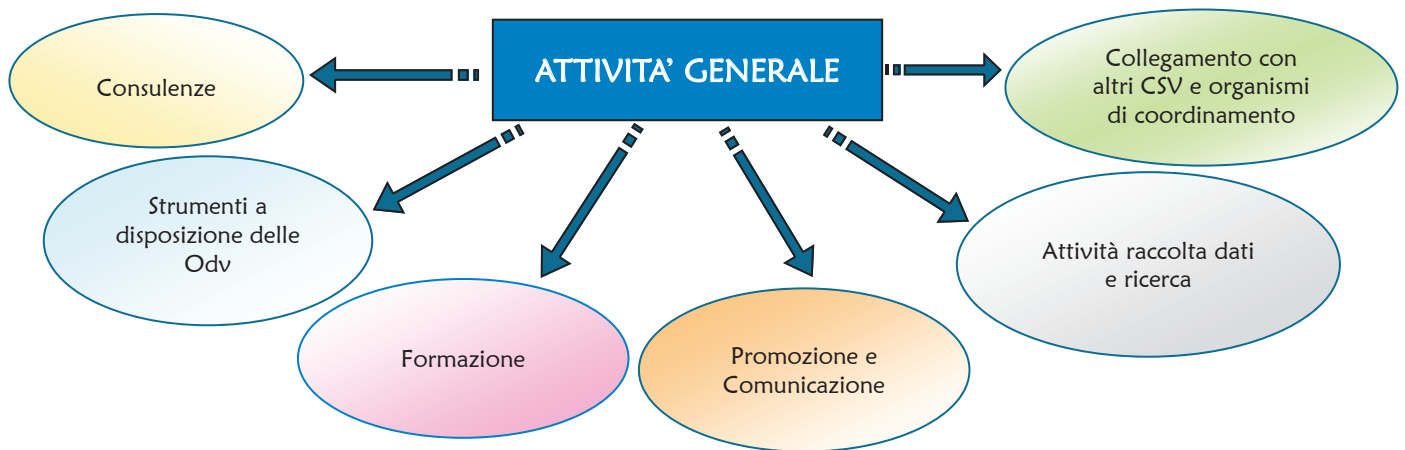 ATTIVITA’ GENERALE
Consulenze
Strumenti a
disposizione delle
Odv
Formazione
Promozione e
Comunicazione
Attività raccolta dati
e ricerca
Collegamento con
altri CSV e organismi
di coordinamento